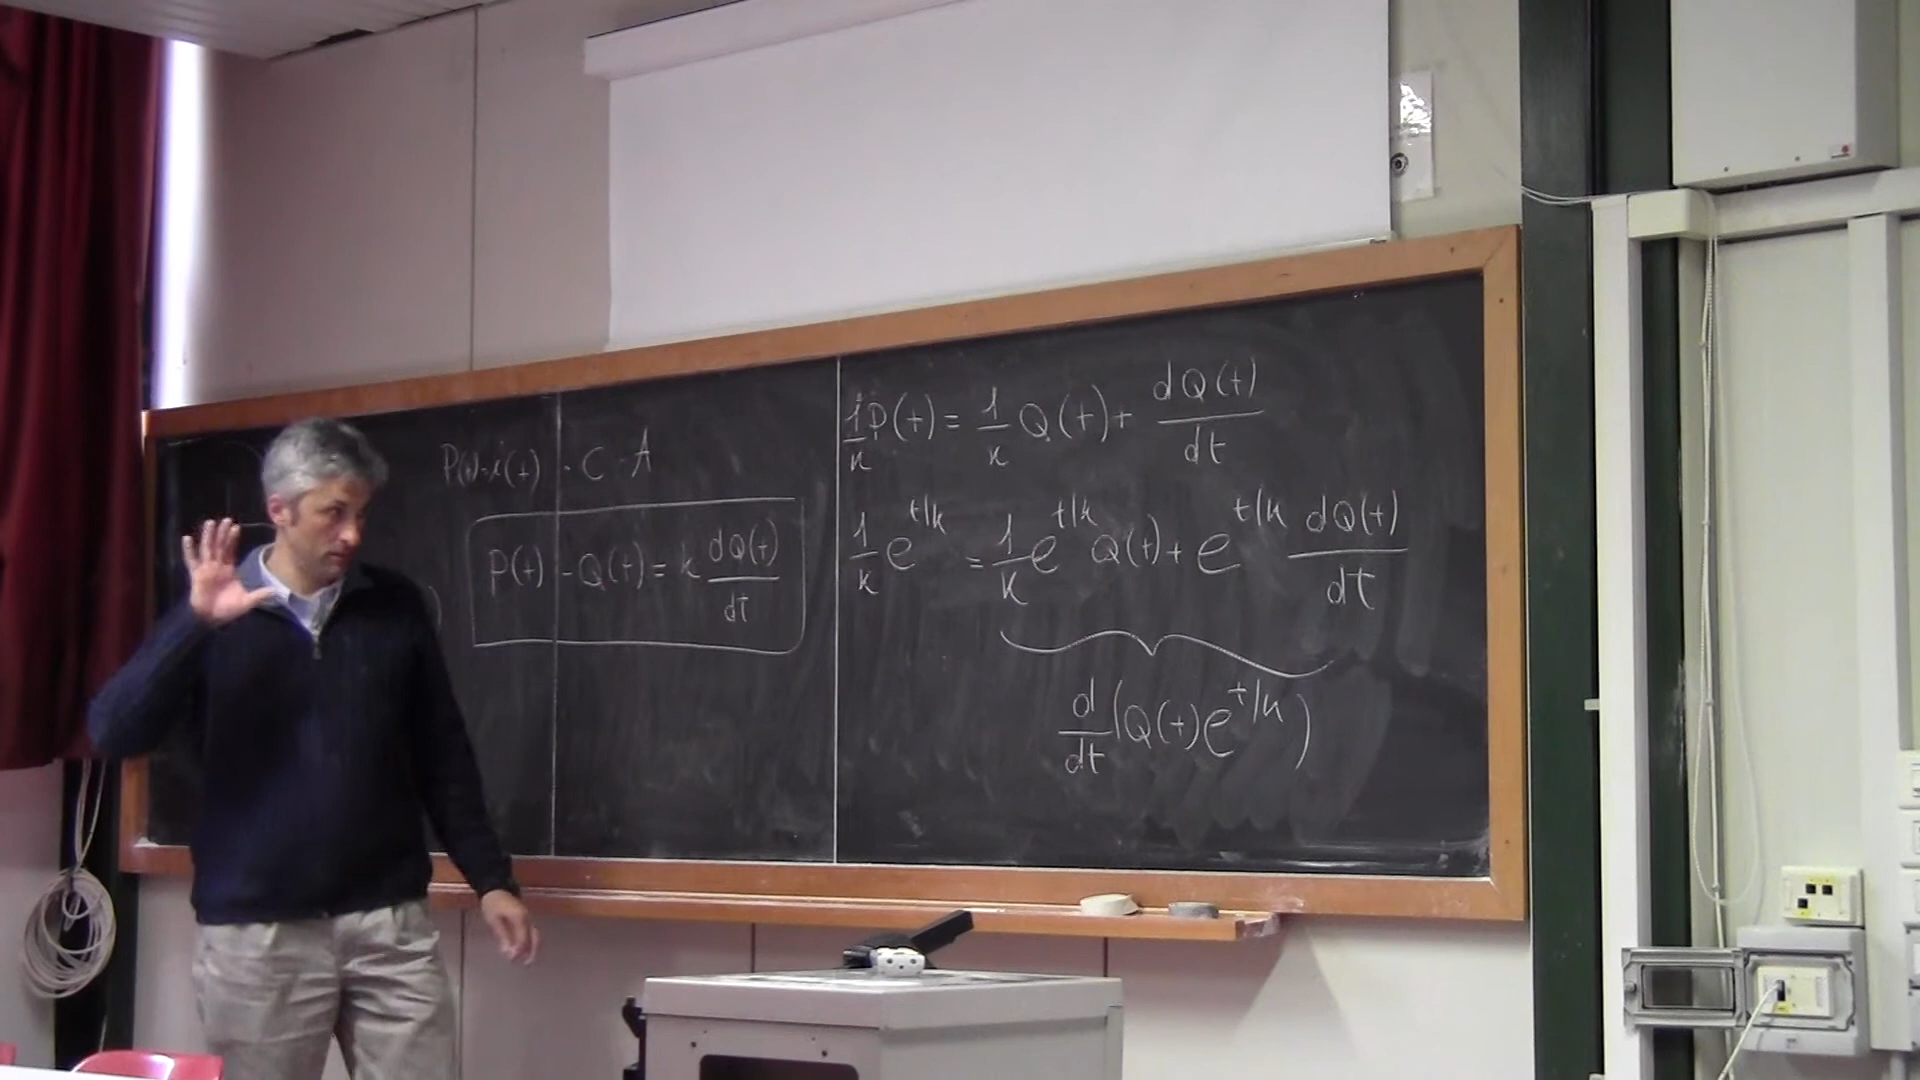 P(t)=i(t) · C · A
P(t) - Q(t) = k dQ(t)/dt
1/k P(t) = 1/k Q(t) + dQ(t)/dt
1/k e^t/k = 1/k e^t/k Q(t) + e^t/k dQ(t)/dt
d/dt (Q(t) e^t/k)